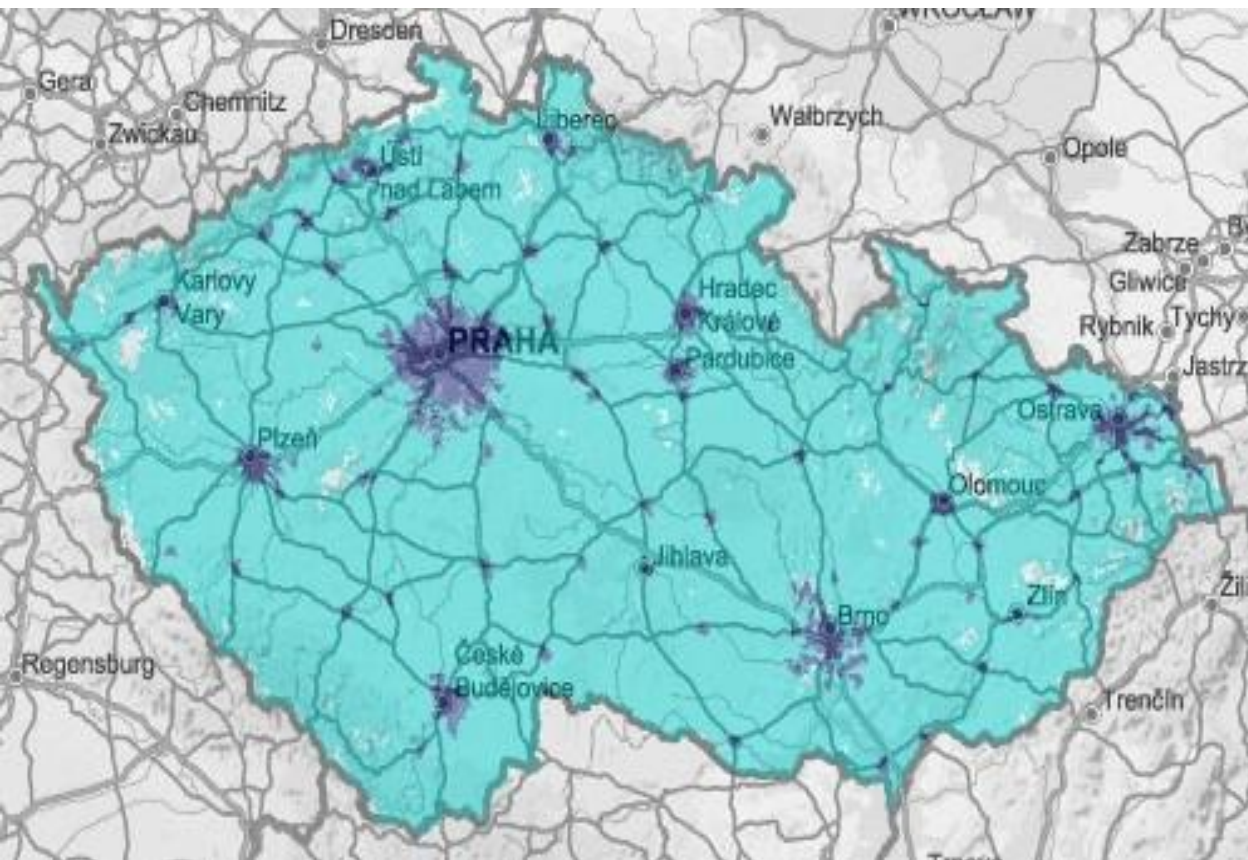 WROCŁAW
Dresden
Gera
Chemnitz
Zwickau
Liberec
Wałbrzych
Opole
Ústí
nad Labem
Zabrze
Gliwice
Karlovy
Vary
Hradec
Králové
Rybnik
Tychy
PRAHA
Pardubice
Jastrz
Ostrava
Plzeň
Olomouc
Jihlava
Žili
Zlín
Brno
České
Budějovice
Regensburg
Trenčín